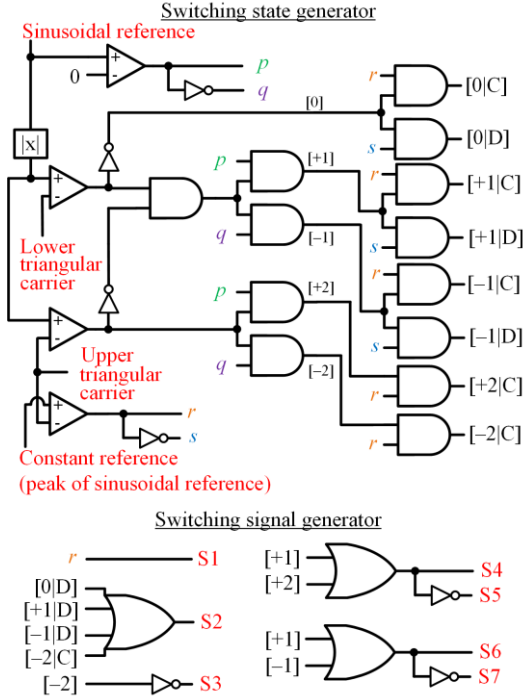 Switching state generator
Sinusoidal reference
+
0
-
p
q
|x|
[0]
r
[0|C]
s
[0|D]
+
-
Lower
triangular
carrier
p
[+1]
q
[−1]
r
[+1|C]
s
[+1|D]
r
[−1|C]
s
[−1|D]
+
-
Upper
triangular
carrier
p
[+2]
q
[−2]
r
[+2|C]
r
[−2|C]
+
-
r
s
Constant reference
(peak of sinusoidal reference)
Switching signal generator
r
S1
[0|D]
[+1|D]
[−1|D]
[−2|C]
S2
[−2]
S3
[+1]
[+2]
S4
S5
[+1]
[−1]
S6
S7